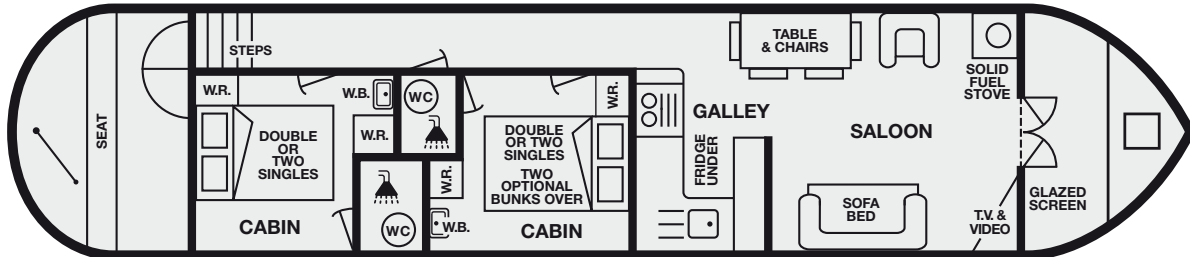 SEAT
STEPS
W.R.
DOUBLE
OR
TWO
SINGLES
CABIN
W.B.
W.R.
WC
WC
W.R.
W.B.
DOUBLE
OR TWO
SINGLES
TWO
OPTIONAL
BUNKS OVER
W.R.
CABIN
GALLEY
FRIDGE
UNDER
TABLE
& CHAIRS
SALOON
SOFA
BED
SOLID
FUEL
STOVE
T.V. &
VIDEO
GLAZED
SCREEN